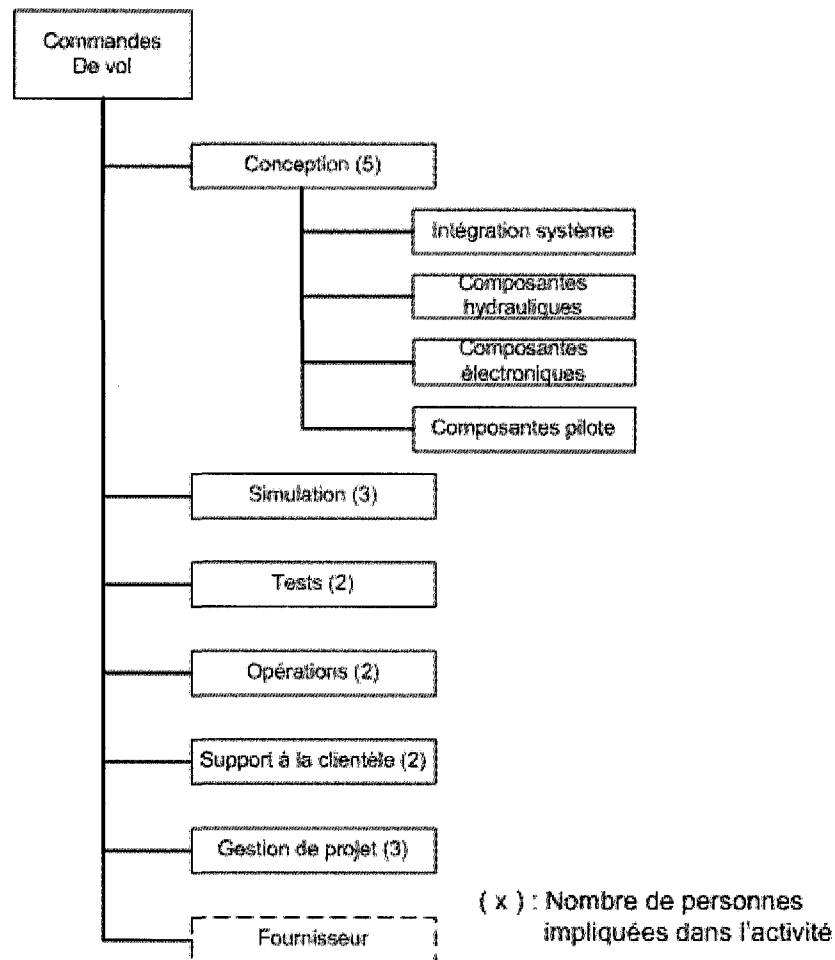 Commandes
De vol
Conception (5)
Intégration système
Composantes
hydrauliques
Composantes
électroniques
Composantes pilote
Simulation (3)
Tests (2)
Opérations (2)
Support à la clientèle (2)
Gestion de projet (3)
Fournisseur
( x ) : Nombre de personnes
impliquées dans l'activité